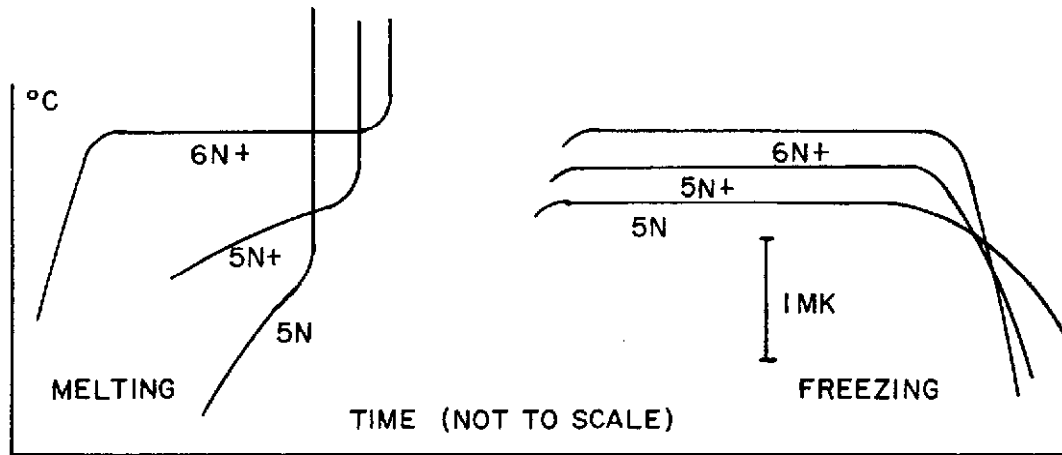 °C
6N+
5N+
5N
MELTING
6N+
5N+
5N
1MK
FREEZING
TIME (NOT TO SCALE)